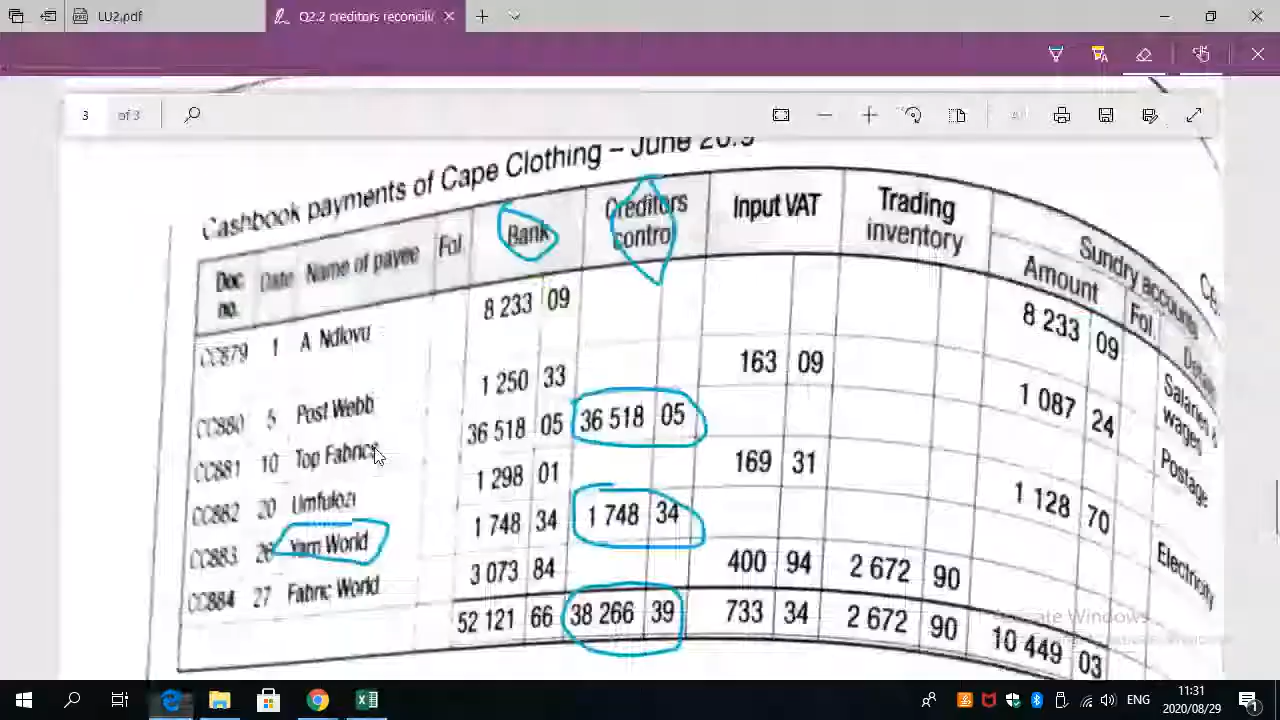 LU2.pdf
Q2.2 creditors reconcili
3 of 3
Cashbook payments of Cape Clothing – June 20.9
Doc no. Date Name of payee Fol Bank Creditors control Input VAT Trading inventory Sundry accounts
Amount Fol Details
CC879 1 A Ndlovu 8 233 09 8 233 09 Salaries & wages
CC880 5 Post Webb 1 250 33 163 09 1 087 24 Postage
CC881 10 Top Fabrics 36 518 05 36 518 05
CC882 20 Umfulozi 1 298 01 169 31 1 128 70 Electricity
CC883 26 Yarn World 1 748 34 1 748 34
CC884 27 Fabric World 3 073 84 400 94 2 672 90
52 121 66 38 266 39 733 34 2 672 90 10 449 03
ENG
11:31
2020/08/29
1